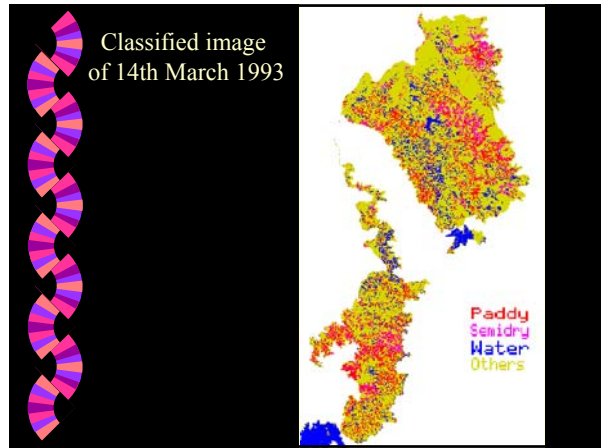 Classified image
of 14th March 1993
Paddy
Semidry
Water
Others